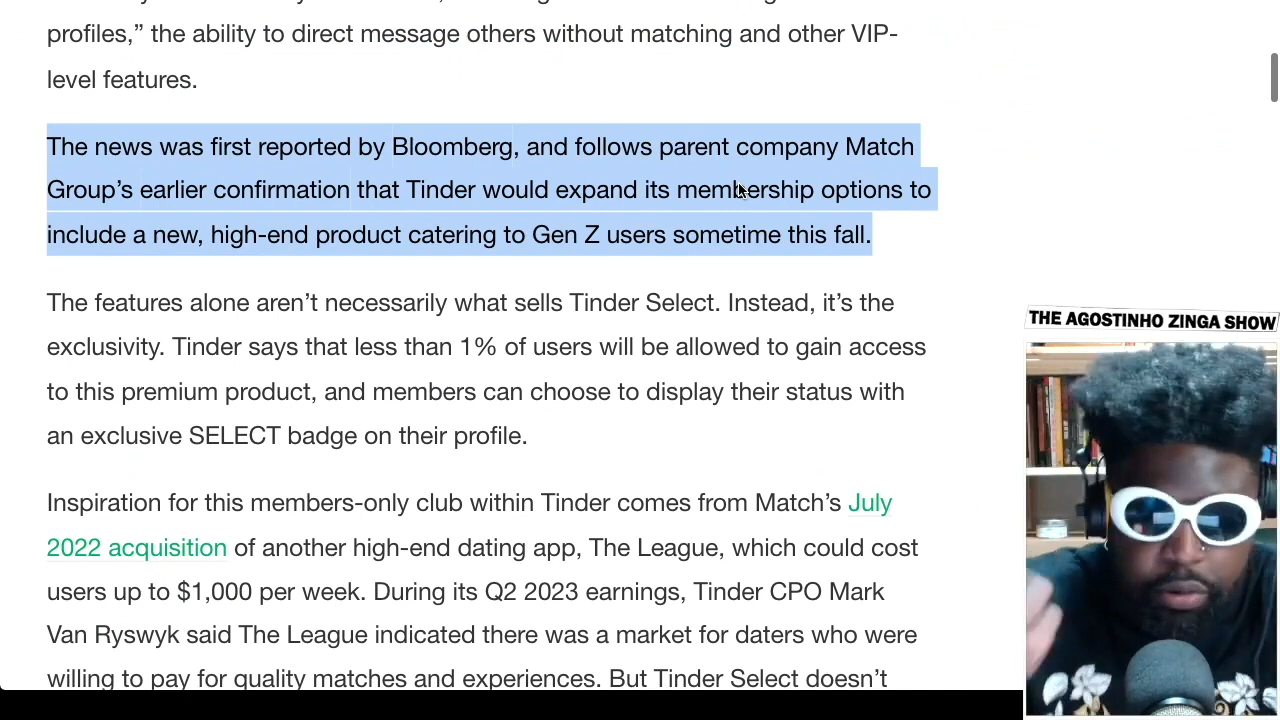 profiles,” the ability to direct message others without matching and other VIP-
level features.
The news was first reported by Bloomberg, and follows parent company Match
Group’s earlier confirmation that Tinder would expand its membership options to
include a new, high-end product catering to Gen Z users sometime this fall.
The features alone aren’t necessarily what sells Tinder Select. Instead, it’s the
exclusivity. Tinder says that less than 1% of users will be allowed to gain access
to this premium product, and members can choose to display their status with
an exclusive SELECT badge on their profile.
Inspiration for this members-only club within Tinder comes from Match’s July
2022 acquisition of another high-end dating app, The League, which could cost
users up to $1,000 per week. During its Q2 2023 earnings, Tinder CPO Mark
Van Ryswyk said The League indicated there was a market for daters who were
willing to pay for quality matches and experiences. But Tinder Select doesn’t
THE AGOSTINHO ZINGA SHOW